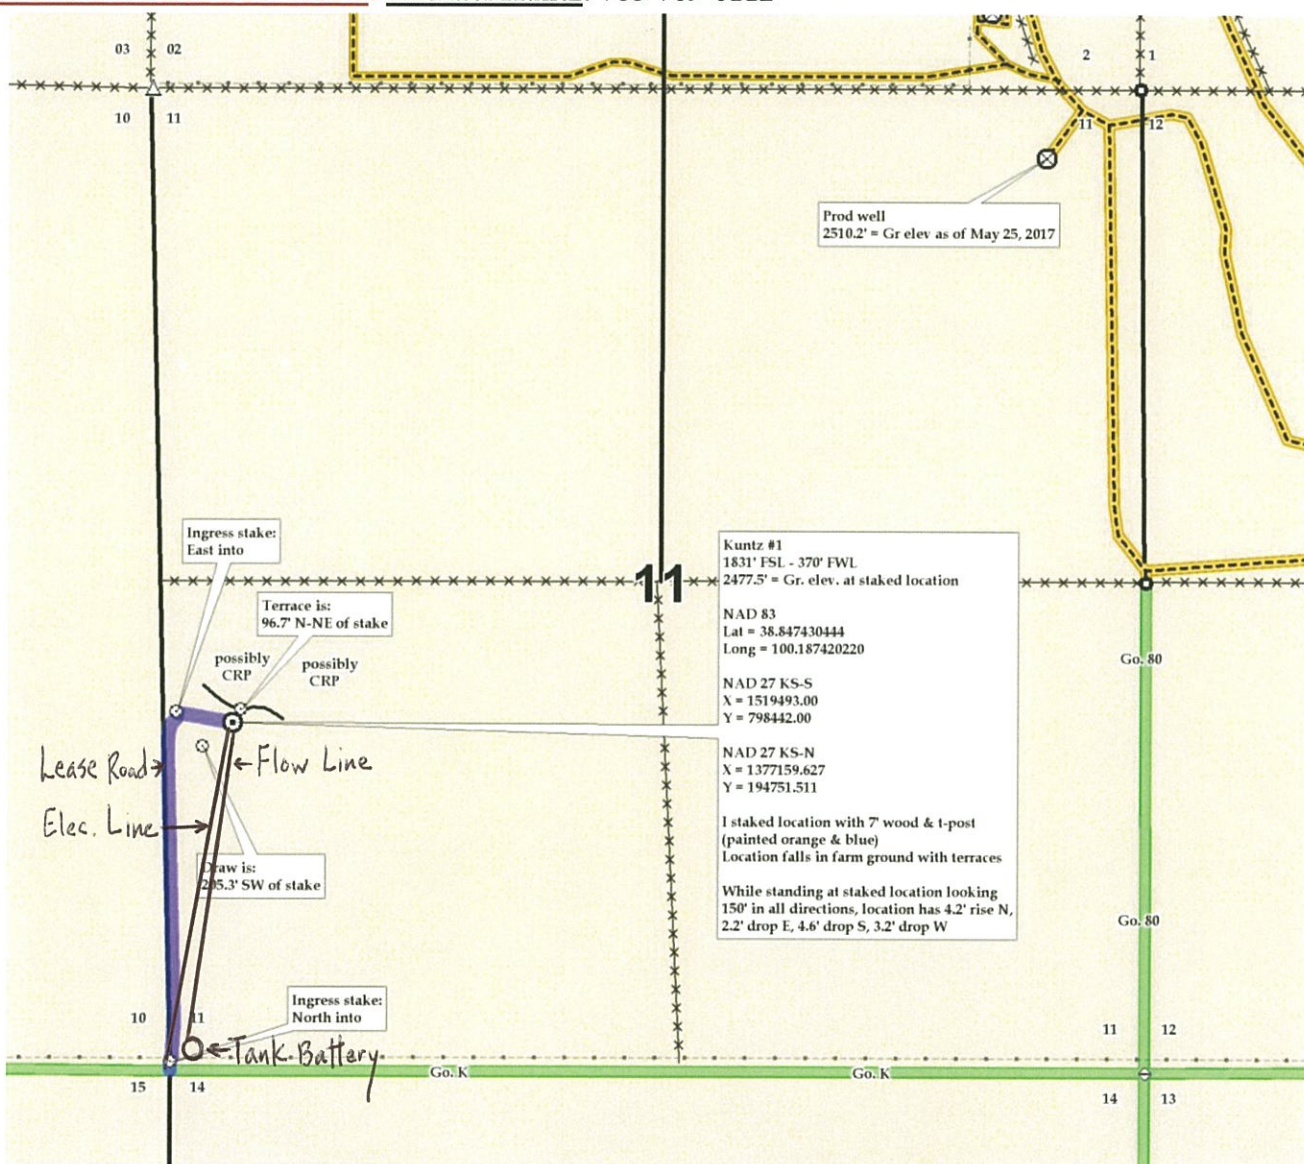 03 02
2 1
10 11
11 12
Prod well
2510.2' = Gr elev as of May 25, 2017
Ingress stake:
East into
11
Kuntz #1
1831' FSL - 370' FWL
2477.5' = Gr. elev. at staked location
NAD 83
Lat = 38.847430444
Long = 100.187420220
NAD 27 KS-S
X = 1519493.00
Y = 798442.00
NAD 27 KS-N
X = 1377159.627
Y = 194751.511
I staked location with 7' wood & t-post
(painted orange & blue)
Location falls in farm ground with terraces
While standing at staked location looking
150' in all directions, location has 4.2' rise N,
2.2' drop E, 4.6' drop S, 3.2' drop W
Terrace is:
96.7' N-NE of stake
possibly
CRP
possibly
CRP
Go. 80
Lease Road
Flow Line
Elec. Line
Draw is:
SW of stake
Go. 80
Ingress stake:
North into
10 11
11 12
Tank Battery
Go. K
Go. K
15 14
14 13